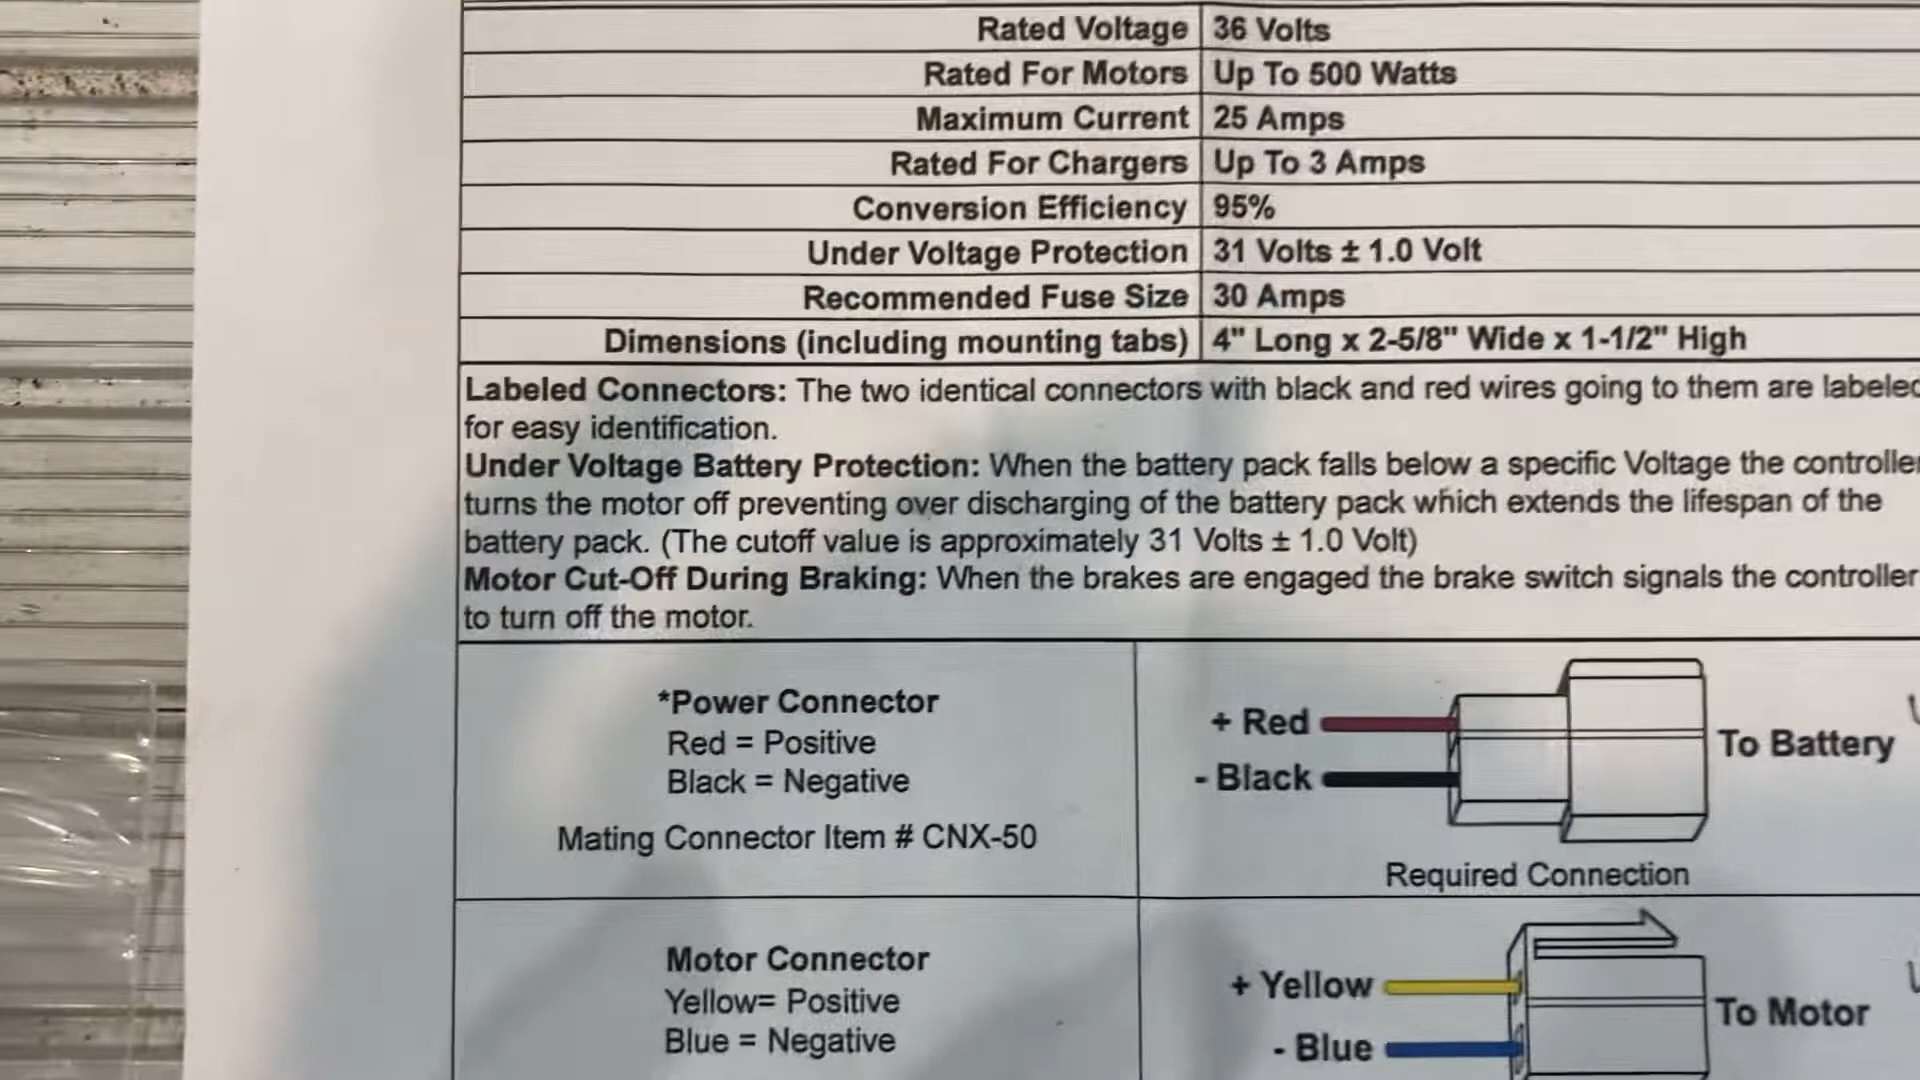 Rated Voltage 36 Volts
Rated For Motors Up To 500 Watts
Maximum Current 25 Amps
Rated For Chargers Up To 3 Amps
Conversion Efficiency 95%
Under Voltage Protection 31 Volts ± 1.0 Volt
Recommended Fuse Size 30 Amps
Dimensions (including mounting tabs) 4" Long x 2-5/8" Wide x 1-1/2" High
Labeled Connectors: The two identical connectors with black and red wires going to them are labeled
for easy identification.
Under Voltage Battery Protection: When the battery pack falls below a specific Voltage the controller
turns the motor off preventing over discharging of the battery pack which extends the lifespan of the
battery pack. (The cutoff value is approximately 31 Volts ± 1.0 Volt)
Motor Cut-Off During Braking: When the brakes are engaged the brake switch signals the controller
to turn off the motor.
*Power Connector
Red = Positive
Black = Negative
Mating Connector Item # CNX-50
+ Red
- Black
To Battery
Required Connection
Motor Connector
Yellow= Positive
Blue = Negative
+ Yellow
- Blue
To Motor